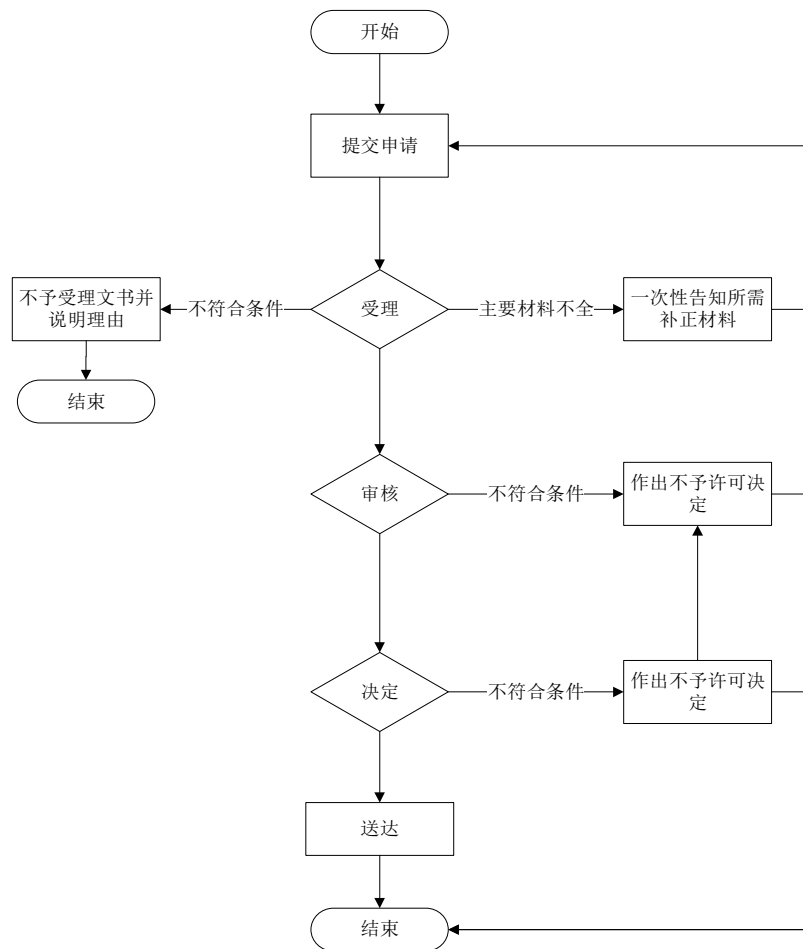 开始
提交申请
不予受理文书并
说明理由
不符合条件
受理
主要材料不全
一次性告知所需
补正材料
结束
审核
不符合条件
作出不予许可决
定
决定
不符合条件
作出不予许可决
定
送达
结束